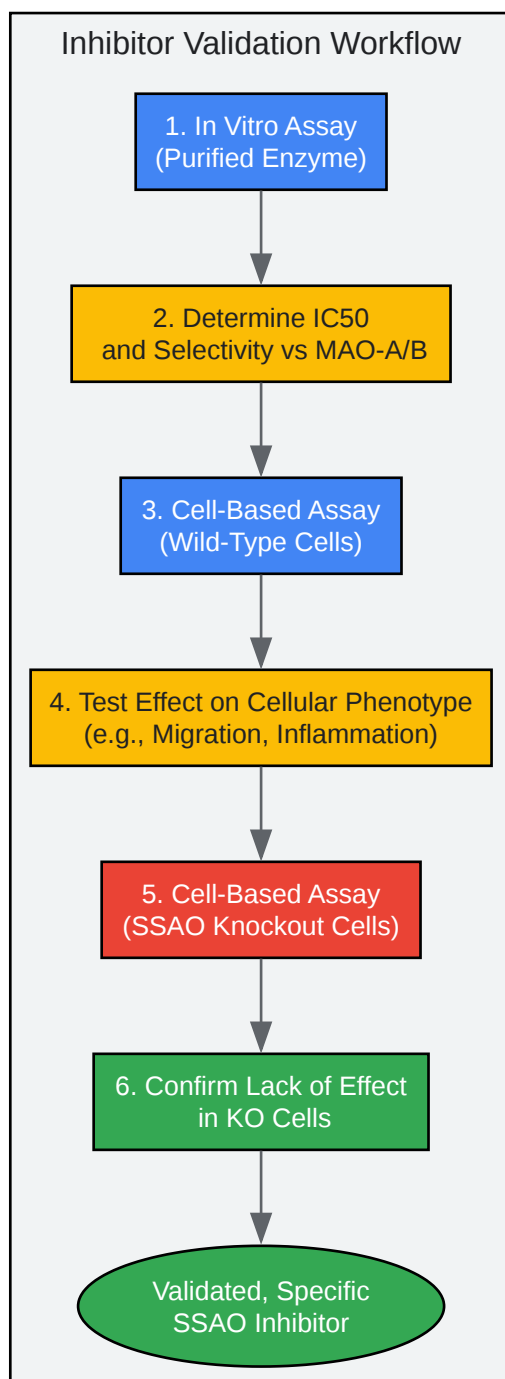 Inhibitor Validation Workflow
1. In Vitro Assay
(Purified Enzyme)
2. Determine IC50
and Selectivity vs MAO-A/B
3. Cell-Based Assay
(Wild-Type Cells)
4. Test Effect on Cellular Phenotype
(e.g., Migration, Inflammation)
5. Cell-Based Assay
(SSAO Knockout Cells)
6. Confirm Lack of Effect
in KO Cells
Validated, Specific
SSAO Inhibitor